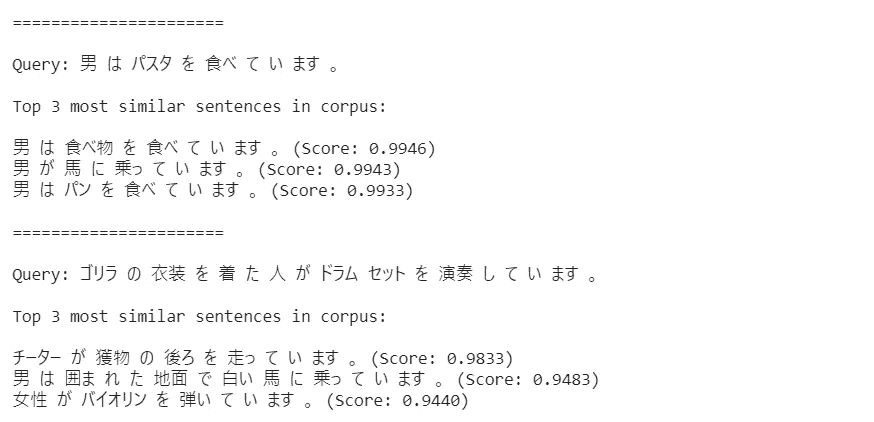 ======================
Query: 男 は パスタ を 食べ て い ます 。
Top 3 most similar sentences in corpus:
男 は 食べ物 を 食べ て い ます 。 (Score: 0.9946)
男 が 馬 に 乗っ て い ます 。 (Score: 0.9943)
男 は パン を 食べ て い ます 。 (Score: 0.9933)
======================
Query: ゴリラ の 衣装 を 着 た 人 が ドラム セット を 演奏 し て い ます 。
Top 3 most similar sentences in corpus:
チーター が 獲物 の 後ろ を 走っ て い ます 。 (Score: 0.9833)
男 は 囲ま れ た 地面 で 白い 馬 に 乗っ て い ます 。 (Score: 0.9483)
女性 が バイオリン を 弾い て い ます 。 (Score: 0.9440)